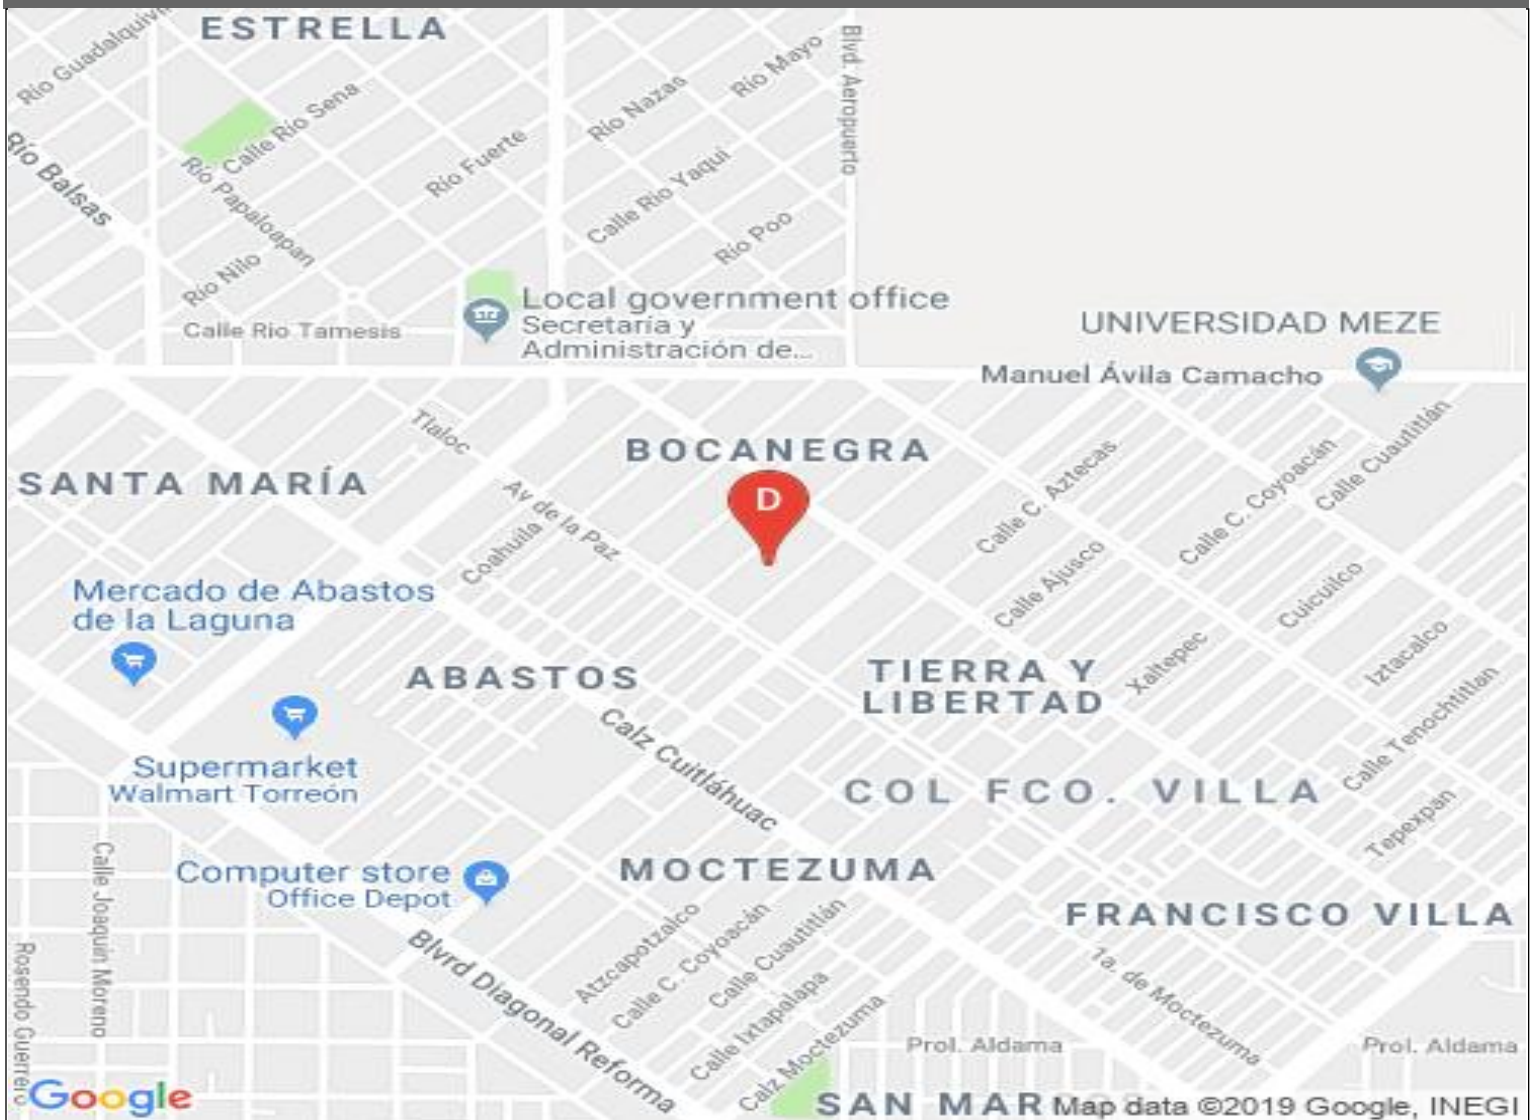 ESTRELLA
Río Guadalquivi
Calle Río Sena
Río Nazas
Río Mayo
Blvd. Aeropuerto
Río Balsas
Río Papaloapan
Río Fuerte
Calle Río Yaqui
Río Poo
Río Nilo
Calle Río Tamesis
Local government office
Secretaría y
Administración de...
UNIVERSIDAD MEZE
Manuel Ávila Camacho
Tlaloc
BOCANEGRA
SANTA MARÍA
D
Av de la Paz
Coahuila
Calle C. Aztecas
Calle C. Coyoacán
Calle Cuautitlán
Calle Ajusco
Cuicuilco
Mercado de Abastos
de la Laguna
ABASTOS
TIERRA Y
LIBERTAD
Xaltepec
Iztacalco
Calle Tenochtitlan
Supermarket
Walmart Torreón
Calz Cuitláhuac
COL FCO. VILLA
Tepexpan
Calle Joaquín Moreno
Computer store
Office Depot
MOCTEZUMA
FRANCISCO VILLA
Rosendo Guerrero
Blvrd Diagonal Reforma
Atzcapotzalco
Calle C. Coyoacán
Calle Cuautitlán
Calle Ixtapalapa
Calz Moctezuma
1a. de Moctezuma
Prol. Aldama
Prol. Aldama
Google
SAN MAR
Map data ©2019 Google, INEGI